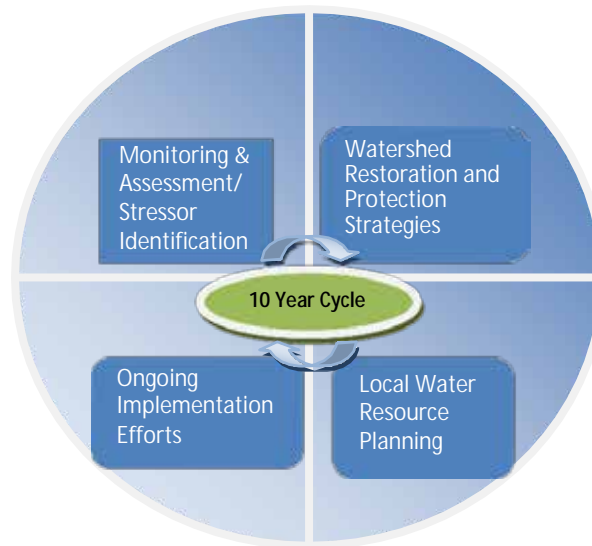 Monitoring &
Assessment/
Stressor
Identification
Watershed
Restoration and
Protection
Strategies
10 Year Cycle
Ongoing
Implementation
Efforts
Local Water
Resource
Planning